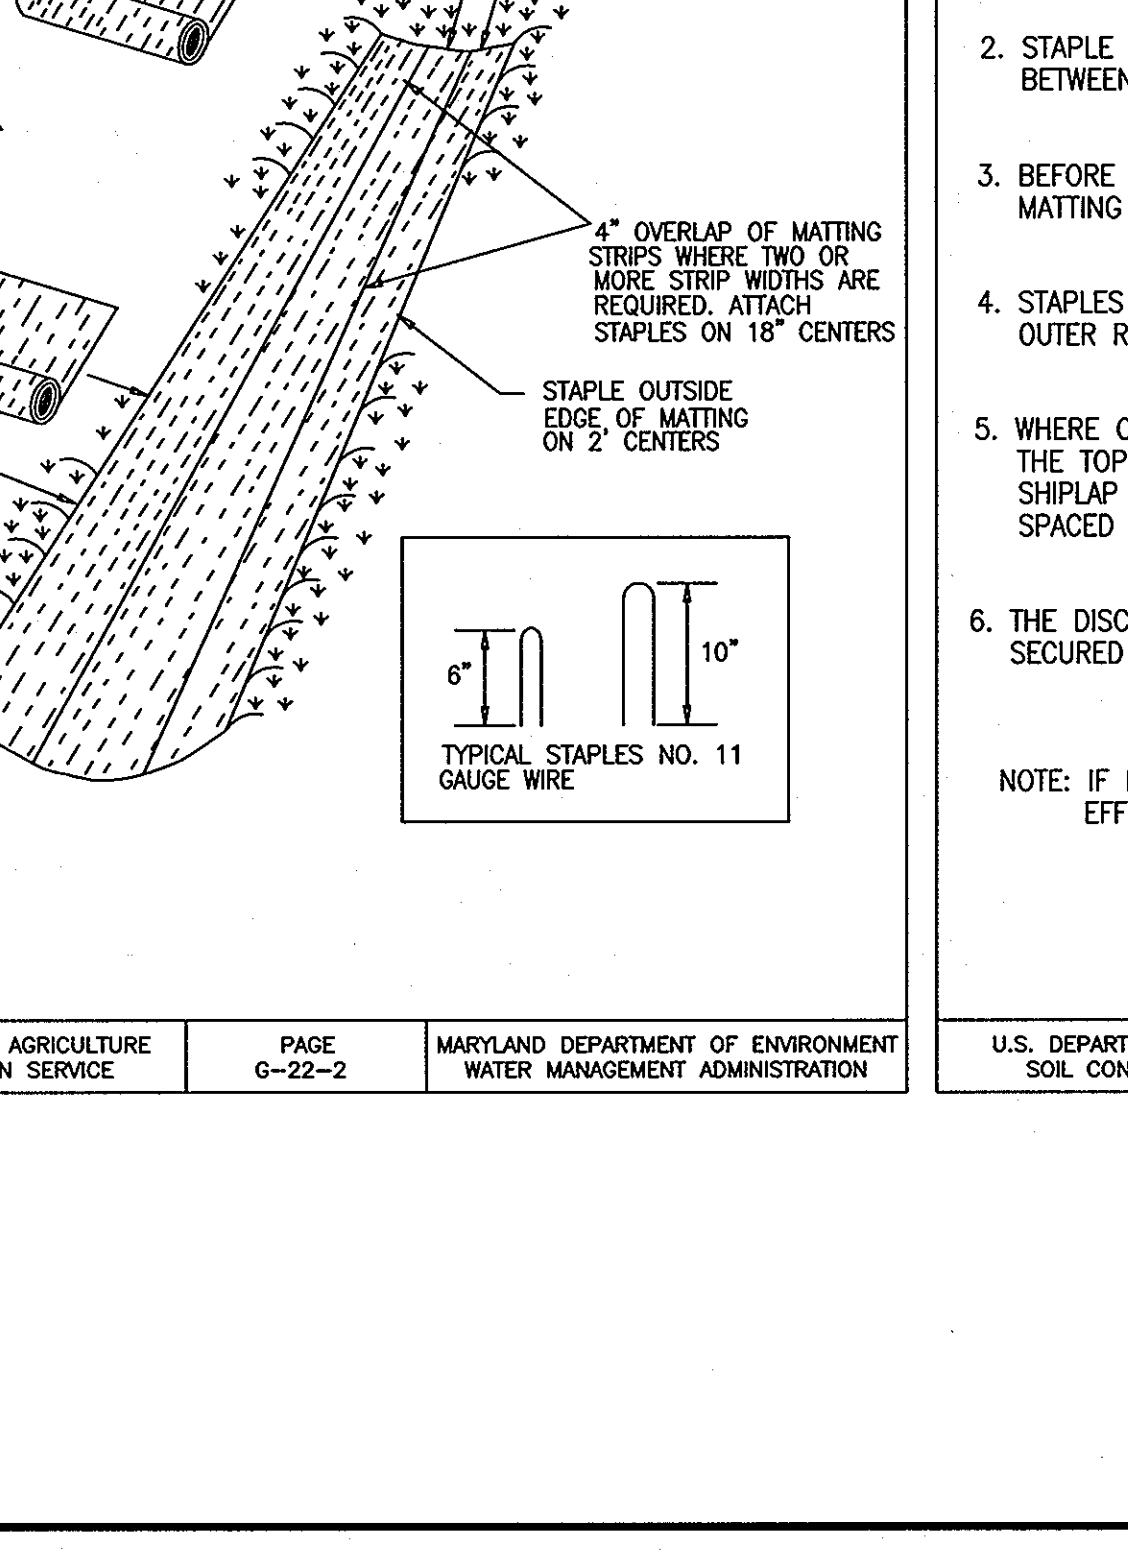 4" OVERLAP OF MATTING
STRIPS WHERE TWO OR
MORE STRIP WIDTHS ARE
REQUIRED. ATTACH
STAPLES ON 18" CENTERS
STAPLE OUTSIDE
EDGE OF MATTING
ON 2' CENTERS
6"
10"
TYPICAL STAPLES NO. 11
GAUGE WIRE
AGRICULTURE
N SERVICE
PAGE
G-22-2
MARYLAND DEPARTMENT OF ENVIRONMENT
WATER MANAGEMENT ADMINISTRATION
2. STAPLE
BETWEEN
3. BEFORE
MATTING
4. STAPLES
OUTER R
5. WHERE
THE TOP
SHIPLAP
SPACED
6. THE DISC
SECURED
NOTE: IF
EFF
U.S. DEPART
SOIL CON